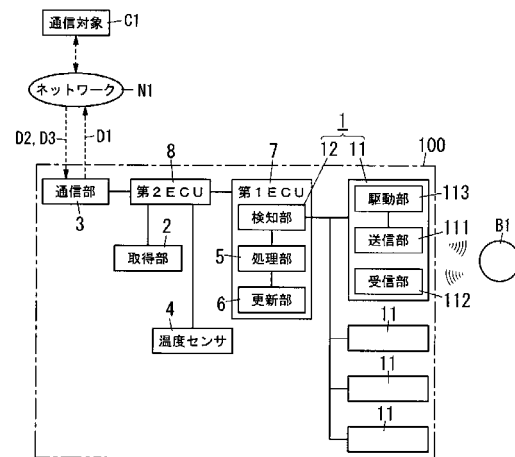 通信対象
C1
ネットワーク
N1
D2, D3
D1
1
8
7
12
11
100
通信部
3
第2ECU
第1ECU
検知部
駆動部
113
送信部
111
B1
取得部
2
5
処理部
受信部
112
6
更新部
4
温度センサ
11
11
11